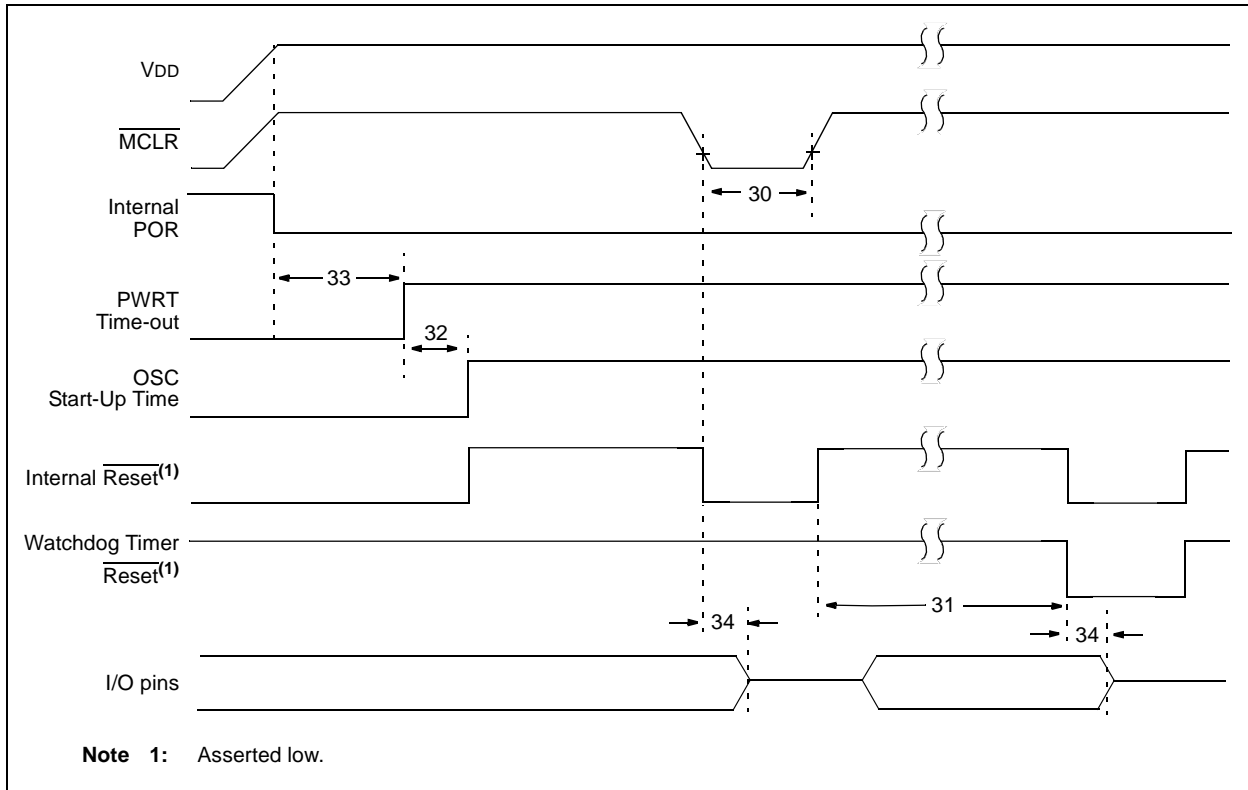 VDD
MCLR
30
Internal
POR
33
PWRT
Time-out
32
OSC
Start-Up Time
Internal Reset(1)
Watchdog Timer
Reset(1)
31
34
34
I/O pins
Note 1: Asserted low.